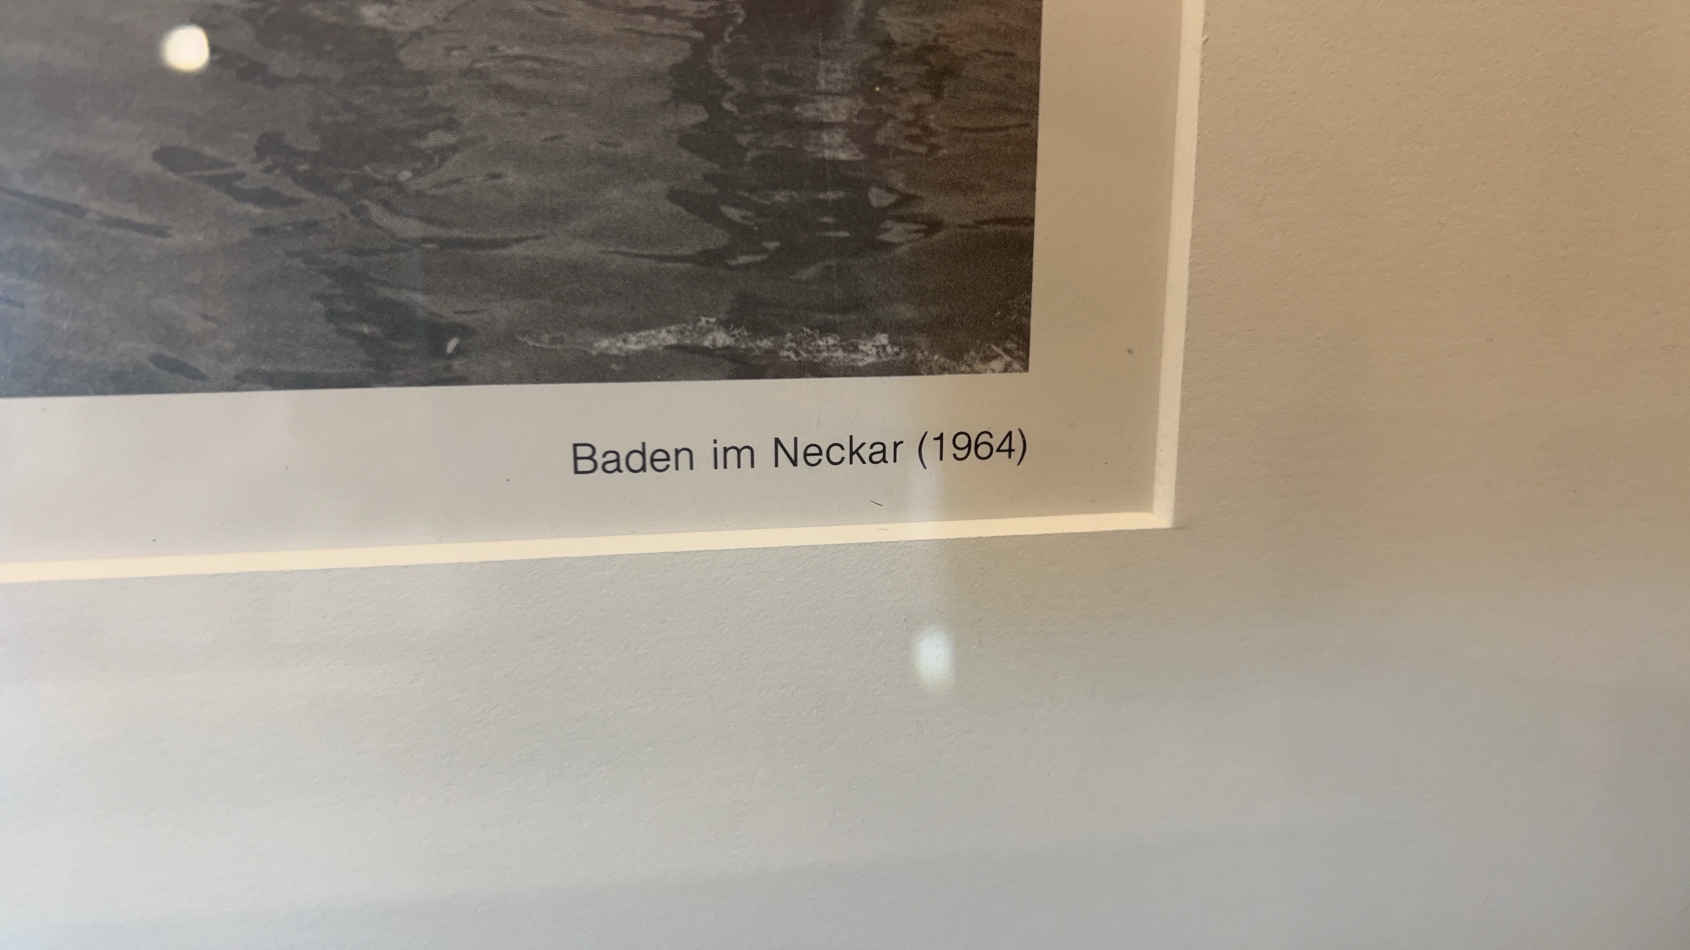 Baden im Neckar (1964)